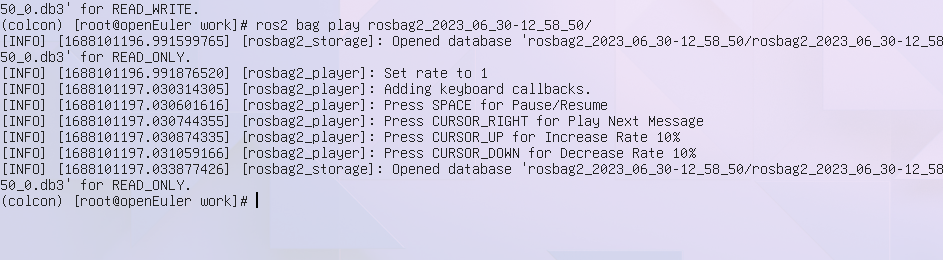 50_0.db3' for READ_WRITE.
(colcon) [root@openEuler work]# ros2 bag play rosbag2_2023_06_30-12_58_50/
[INFO] [1688101196.991599765] [rosbag2_storage]: Opened database 'rosbag2_2023_06_30-12_58_50/rosbag2_2023_06_30-12_58
50_0.db3' for READ_ONLY.
[INFO] [1688101196.991876520] [rosbag2_player]: Set rate to 1
[INFO] [1688101197.030314305] [rosbag2_player]: Adding keyboard callbacks.
[INFO] [1688101197.030601616] [rosbag2_player]: Press SPACE for Pause/Resume
[INFO] [1688101197.030744355] [rosbag2_player]: Press CURSOR_RIGHT for Play Next Message
[INFO] [1688101197.030874335] [rosbag2_player]: Press CURSOR_UP for Increase Rate 10%
[INFO] [1688101197.031059166] [rosbag2_player]: Press CURSOR_DOWN for Decrease Rate 10%
[INFO] [1688101197.033877426] [rosbag2_storage]: Opened database 'rosbag2_2023_06_30-12_58_50/rosbag2_2023_06_30-12_58
50_0.db3' for READ_ONLY.
(colcon) [root@openEuler work]#